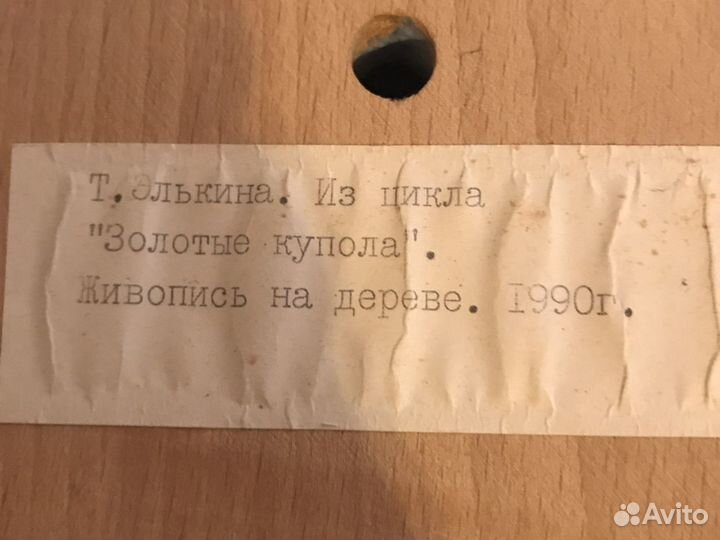 Т. Элькина. Из цикла
"Золотые купола".
Живопись на дереве. 1990г.
Avito